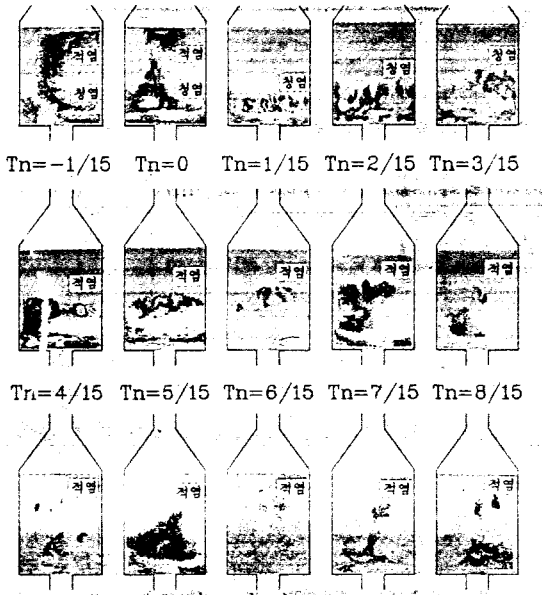 적염 적염
청염 청염 청염 청염 청염
Tn=-1/15 Tn=0 Tn=1/15 Tn=2/15 Tn=3/15
적염 적염 적염 적염 적염
Tn=4/15 Tn=5/15 Tn=6/15 Tn=7/15 Tn=8/15
적염 적염 적염 적염 적염